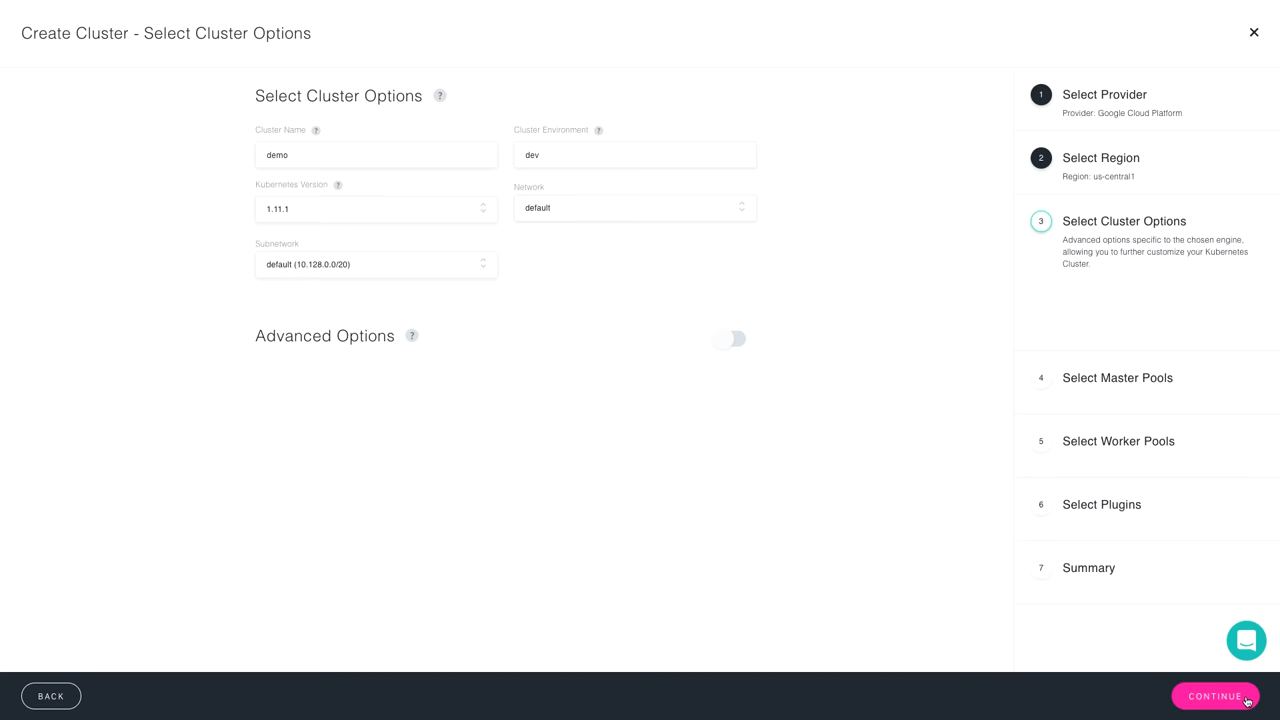 Create Cluster - Select Cluster Options
Select Cluster Options ?
Cluster Name ?
demo
Cluster Environment ?
dev
Kubernetes Version ?
1.11.1
Network
default
Subnetwork
default (10.128.0.0/20)
Advanced Options ?
1 Select Provider
Provider: Google Cloud Platform
2 Select Region
Region: us-central1
3 Select Cluster Options
Advanced options specific to the chosen engine,
allowing you to further customize your Kubernetes
Cluster.
4 Select Master Pools
5 Select Worker Pools
6 Select Plugins
7 Summary
BACK
CONTINUE